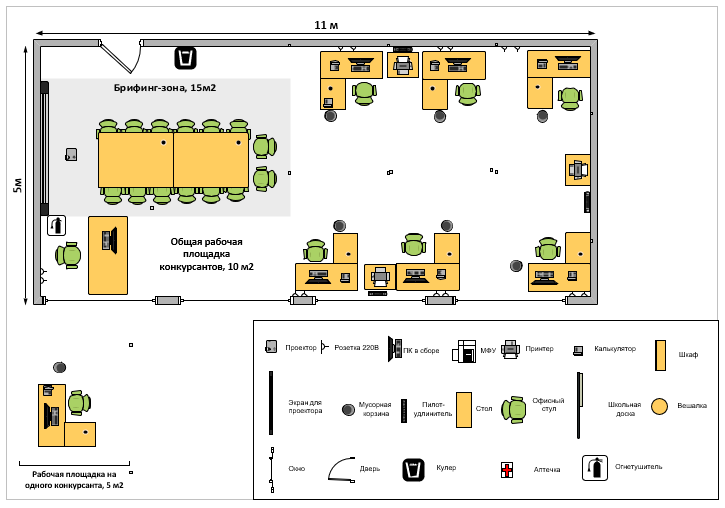 11 м
Брифинг-зона, 15м2
5м
Общая рабочая
площадка
конкурсантов, 10 м2
Проектор
Розетка 220В
ПК в сборе
МФУ
Принтер
Калькулятор
Шкаф
Экран для
проектора
Мусорная
корзина
Пилот-
удлинитель
Стол
Офисный
стул
Школьная
доска
Вешалка
Окно
Дверь
Кулер
Аптечка
Огнетушитель
Рабочая площадка на
одного конкурсанта, 5 м2